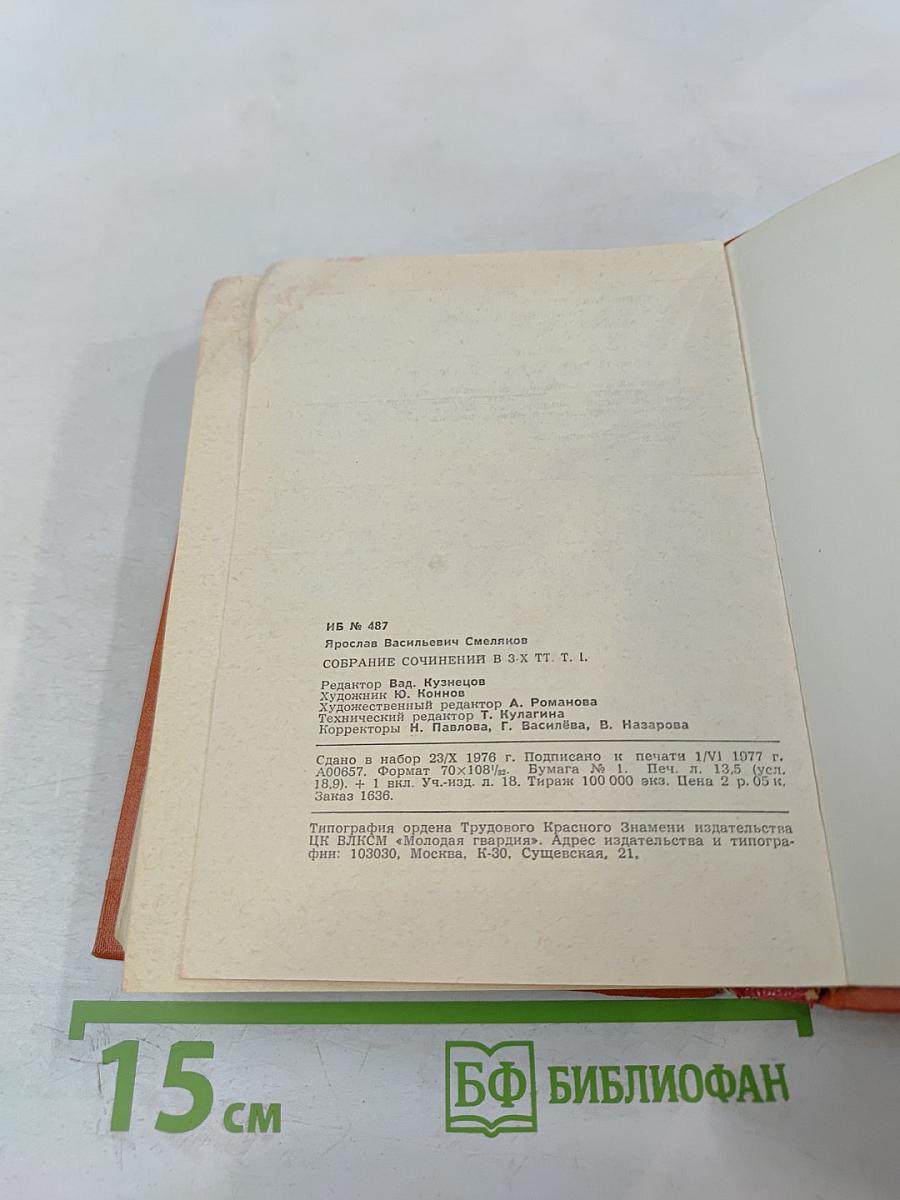 ИБ № 487
Ярослав Васильевич Смеляков
СОБРАНИЕ СОЧИНЕНИЙ В 3-Х ТТ. Т. I.
Редактор Вад. Кузнецов
Художник Ю. Коннов
Художественный редактор А. Романова
Технический редактор Т. Кулагина
Корректоры Н. Павлова, Г. Василёва, В. Назарова
Сдано в набор 23/X 1976 г. Подписано к печати 1/VI 1977 г.
А00657. Формат 70×108¹/₃₂. Бумага № 1. Печ. л. 13,5 (усл.
18,9). + 1 вкл. Уч.-изд. л. 18. Тираж 100 000 экз. Цена 2 р. 05 к.
Заказ 1636.
Типография ордена Трудового Красного Знамени издательства
ЦК ВЛКСМ «Молодая гвардия». Адрес издательства и типогра-
фии: 103030, Москва, К-30, Сущевская, 21.
15 см
БФ БИБЛИОФАН